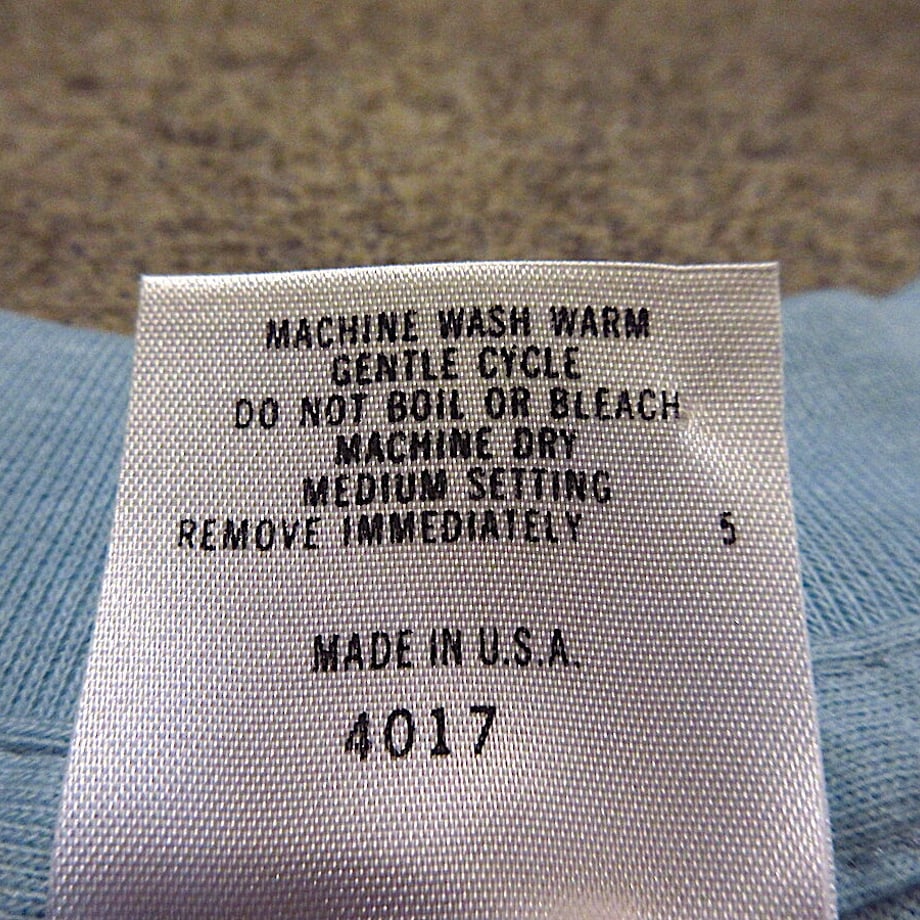 MACHINE WASH WARM
GENTLE CYCLE
DO NOT BOIL OR BLEACH
MACHINE DRY
MEDIUM SETTING
REMOVE IMMEDIATELY 5
MADE IN U.S.A.
4017